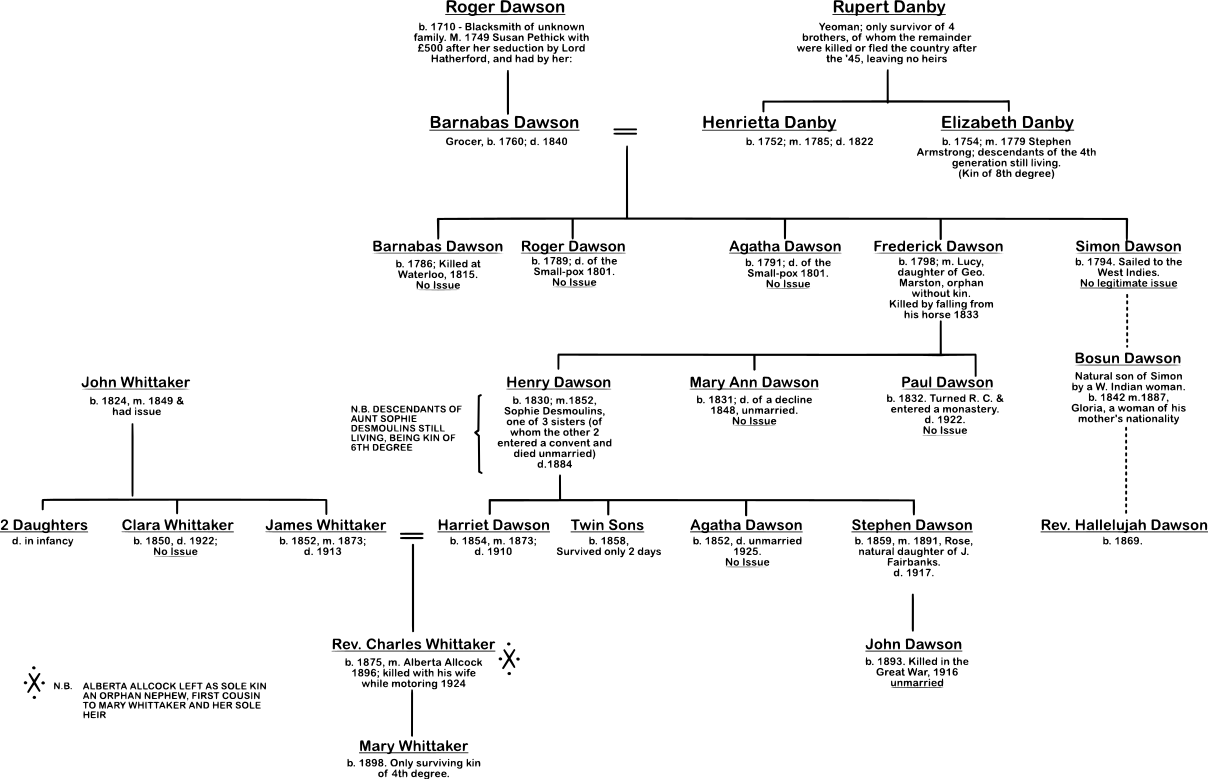 Roger Dawson
b. 1710 - Blacksmith of unknown
family. M. 1749 Susan Pethick with
£500 after her seduction by Lord
Hatherford, and had by her:
Rupert Danby
Yeoman; only survivor of 4
brothers, of whom the remainder
were killed or fled the country after
the '45, leaving no heirs
Barnabas Dawson
Grocer, b. 1760; d. 1840
Henrietta Danby
b. 1752; m. 1785; d. 1822
Elizabeth Danby
b. 1754; m. 1779 Stephen
Armstrong; descendants of the 4th
generation still living.
(Kin of 8th degree)
Barnabas Dawson
b. 1786; Killed at
Waterloo, 1815.
No Issue
Roger Dawson
b. 1789; d. of the
Small-pox 1801.
No Issue
Agatha Dawson
b. 1791; d. of the
Small-pox 1801.
No Issue
Frederick Dawson
b. 1798; m. Lucy,
daughter of Geo.
Marston, orphan
without kin.
Killed by falling from
his horse 1833
Simon Dawson
b. 1794. Sailed to the
West Indies.
No legitimate issue
John Whittaker
b. 1824, m. 1849 &
had issue
N.B. DESCENDANTS OF
AUNT SOPHIE
DESMOULINS STILL
LIVING, BEING KIN OF
6TH DEGREE
Henry Dawson
b. 1830; m.1852,
Sophie Desmoulins,
one of 3 sisters (of
whom the other 2
entered a convent and
died unmarried)
d.1884
Mary Ann Dawson
b. 1831; d. of a decline
1848, unmarried.
No Issue
Paul Dawson
b. 1832. Turned R. C. &
entered a monastery.
d. 1922.
No Issue
Bosun Dawson
Natural son of Simon
by a W. Indian woman.
b. 1842 m.1887,
Gloria, a woman of his
mother's nationality
2 Daughters
d. in infancy
Clara Whittaker
b. 1850, d. 1922;
No Issue
James Whittaker
b. 1852, m. 1873;
d. 1913
Harriet Dawson
b. 1854, m. 1873;
d. 1910
Twin Sons
b. 1858,
Survived only 2 days
Agatha Dawson
b. 1852, d. unmarried
1925.
No Issue
Stephen Dawson
b. 1859, m. 1891, Rose,
natural daughter of J.
Fairbanks.
d. 1917.
Rev. Hallelujah Dawson
b. 1869.
Rev. Charles Whittaker
b. 1875, m. Alberta Allcock
1896; killed with his wife
while motoring 1924
John Dawson
b. 1893. Killed in the
Great War, 1916
unmarried
N.B. ALBERTA ALLCOCK LEFT AS SOLE KIN
AN ORPHAN NEPHEW, FIRST COUSIN
TO MARY WHITTAKER AND HER SOLE
HEIR
Mary Whittaker
b. 1898. Only surviving kin
of 4th degree.